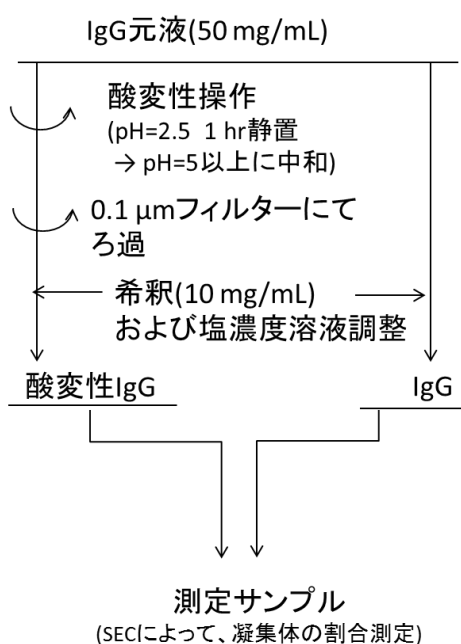 IgG元液(50 mg/mL)
酸変性操作
(pH=2.5 1 hr静置
→ pH=5以上に中和)
0.1 μmフィルターにて
ろ過
希釈(10 mg/mL)
および塩濃度溶液調整
酸変性IgG
IgG
測定サンプル
(SECによって、凝集体の割合測定)